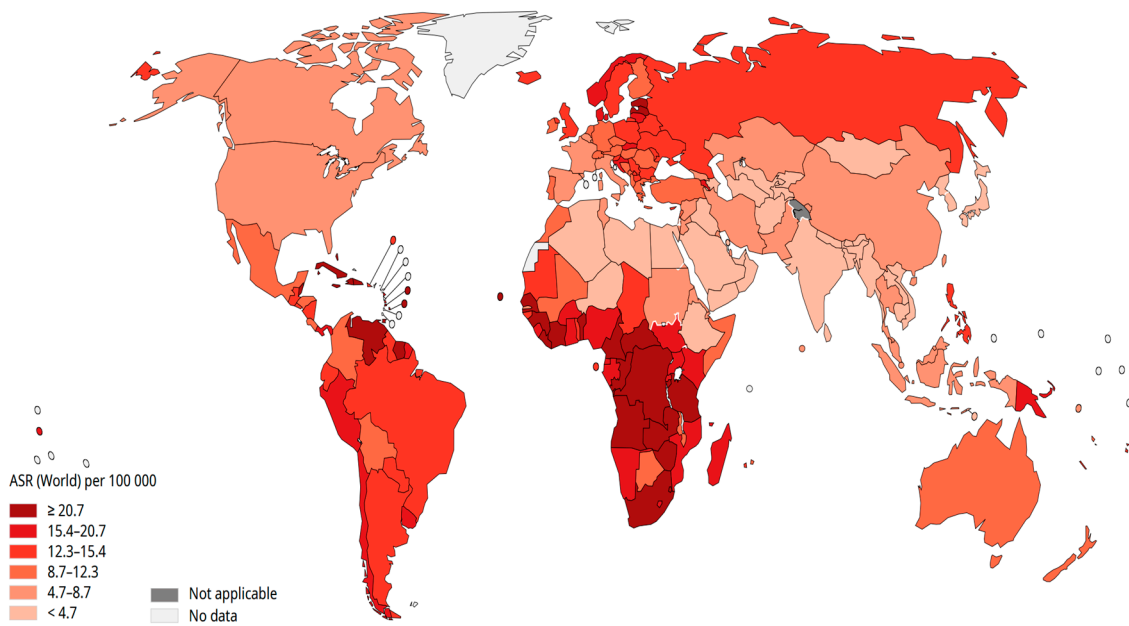 ASR (World) per 100 000
≥ 20.7
15.4–20.7
12.3–15.4
8.7–12.3
4.7–8.7
< 4.7
Not applicable
No data